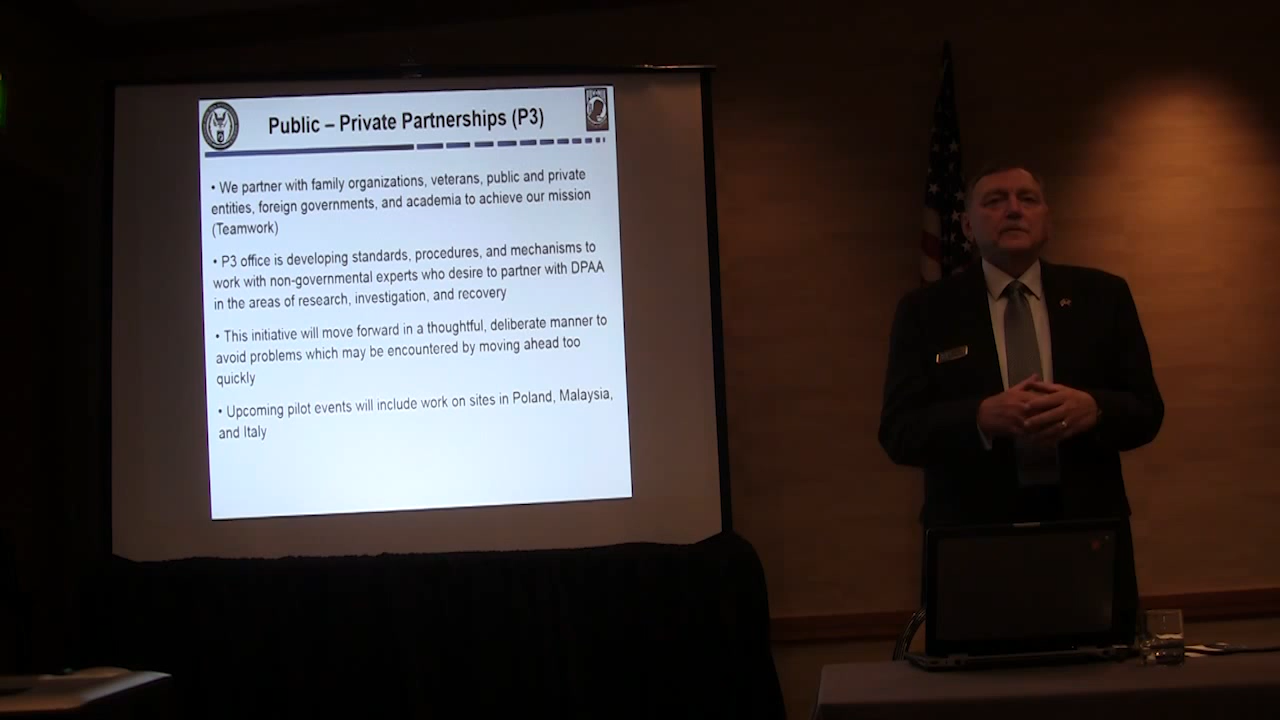 Public – Private Partnerships (P3)
• We partner with family organizations, veterans, public and private
entities, foreign governments, and academia to achieve our mission
(Teamwork)
• P3 office is developing standards, procedures, and mechanisms to
work with non-governmental experts who desire to partner with DPAA
in the areas of research, investigation, and recovery
• This initiative will move forward in a thoughtful, deliberate manner to
avoid problems which may be encountered by moving ahead too
quickly
• Upcoming pilot events will include work on sites in Poland, Malaysia,
and Italy